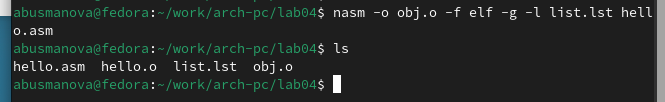 abusmanova@fedora:~/work/arch-pc/lab04$ nasm -o obj.o -f elf -g -l list.lst hell
o.asm
abusmanova@fedora:~/work/arch-pc/lab04$ ls
hello.asm  hello.o  list.lst  obj.o
abusmanova@fedora:~/work/arch-pc/lab04$